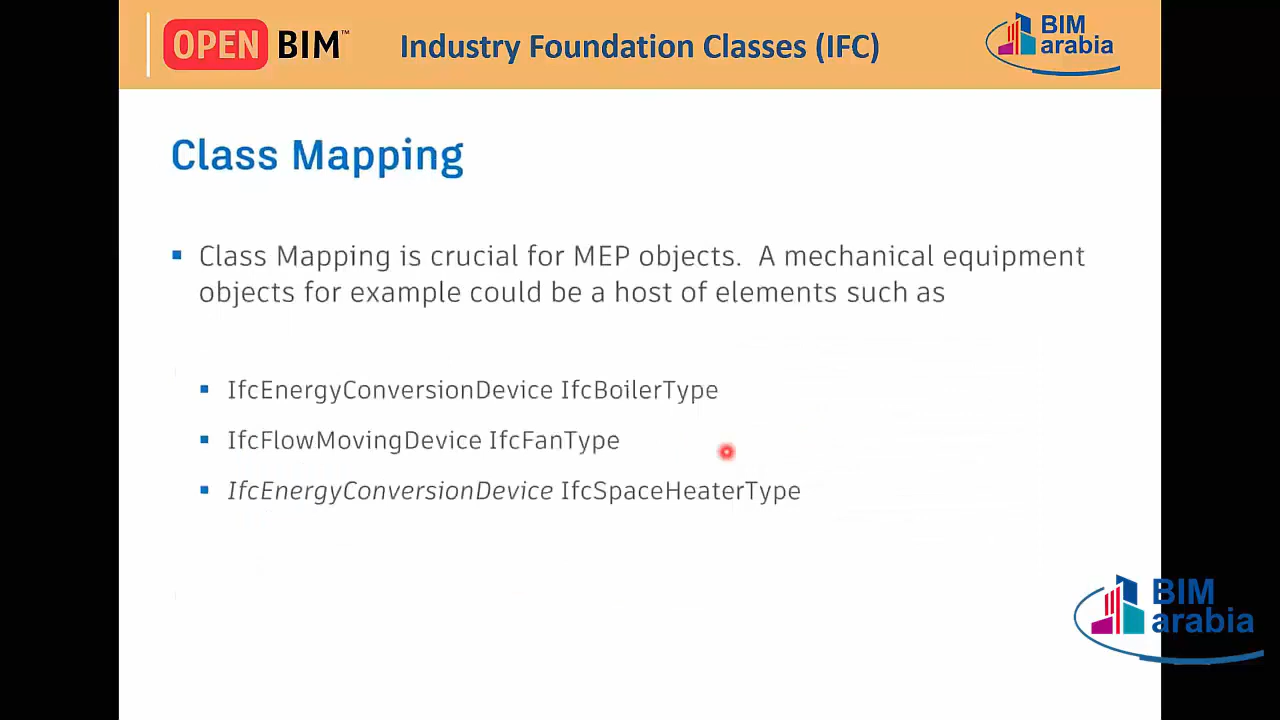 OPEN BIM™
Industry Foundation Classes (IFC)
BIM
arabia
Class Mapping
Class Mapping is crucial for MEP objects. A mechanical equipment
objects for example could be a host of elements such as
IfcEnergyConversionDevice IfcBoilerType
IfcFlowMovingDevice IfcFanType
IfcEnergyConversionDevice IfcSpaceHeaterType
BIM
arabia